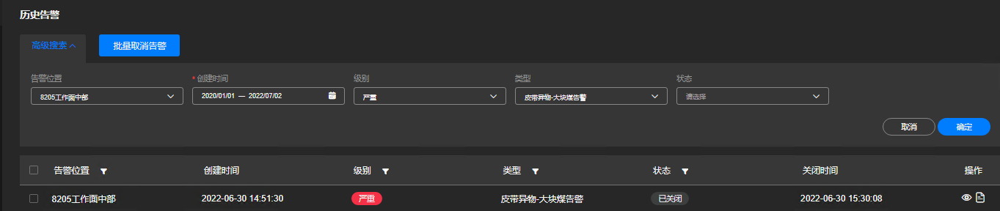 历史告警
高级搜索 批量取消告警
告警位置 * 创建时间 级别 类型 状态
8205工作面中部 2020/01/01 — 2022/07/02 严重 皮带异物-大块煤告警 请选择
取消 确定
告警位置 创建时间 级别 类型 状态 关闭时间 操作
8205工作面中部 2022-06-30 14:51:30 严重 皮带异物-大块煤告警 已关闭 2022-06-30 15:30:08